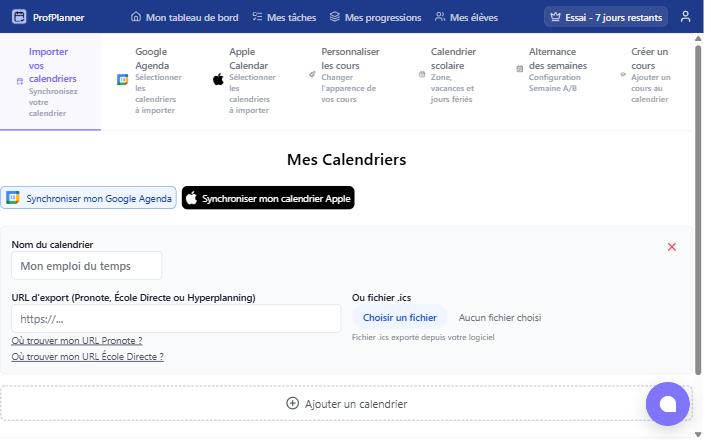 ProfPlanner
Mon tableau de bord
Mes tâches
Mes progressions
Mes élèves
Essai - 7 jours restants
Importer
vos
calendriers
Synchronisez
votre
calendrier
Google
Agenda
Sélectionner
les
calendriers
à importer
Apple
Calendar
Sélectionner
les
calendriers
à importer
Personnaliser
les cours
Changer
l'apparence de
vos cours
Calendrier
scolaire
Zone,
vacances et
jours fériés
Alternance
des semaines
Configuration
Semaine A/B
Créer un
cours
Ajouter un
cours au
calendrier
Mes Calendriers
Synchroniser mon Google Agenda
Synchroniser mon calendrier Apple
Nom du calendrier
Mon emploi du temps
URL d'export (Pronote, École Directe ou Hyperplanning)
https://...
Où trouver mon URL Pronote ?
Où trouver mon URL École Directe ?
Ou fichier .ics
Choisir un fichier
Aucun fichier choisi
Fichier .ics exporté depuis votre logiciel
Ajouter un calendrier